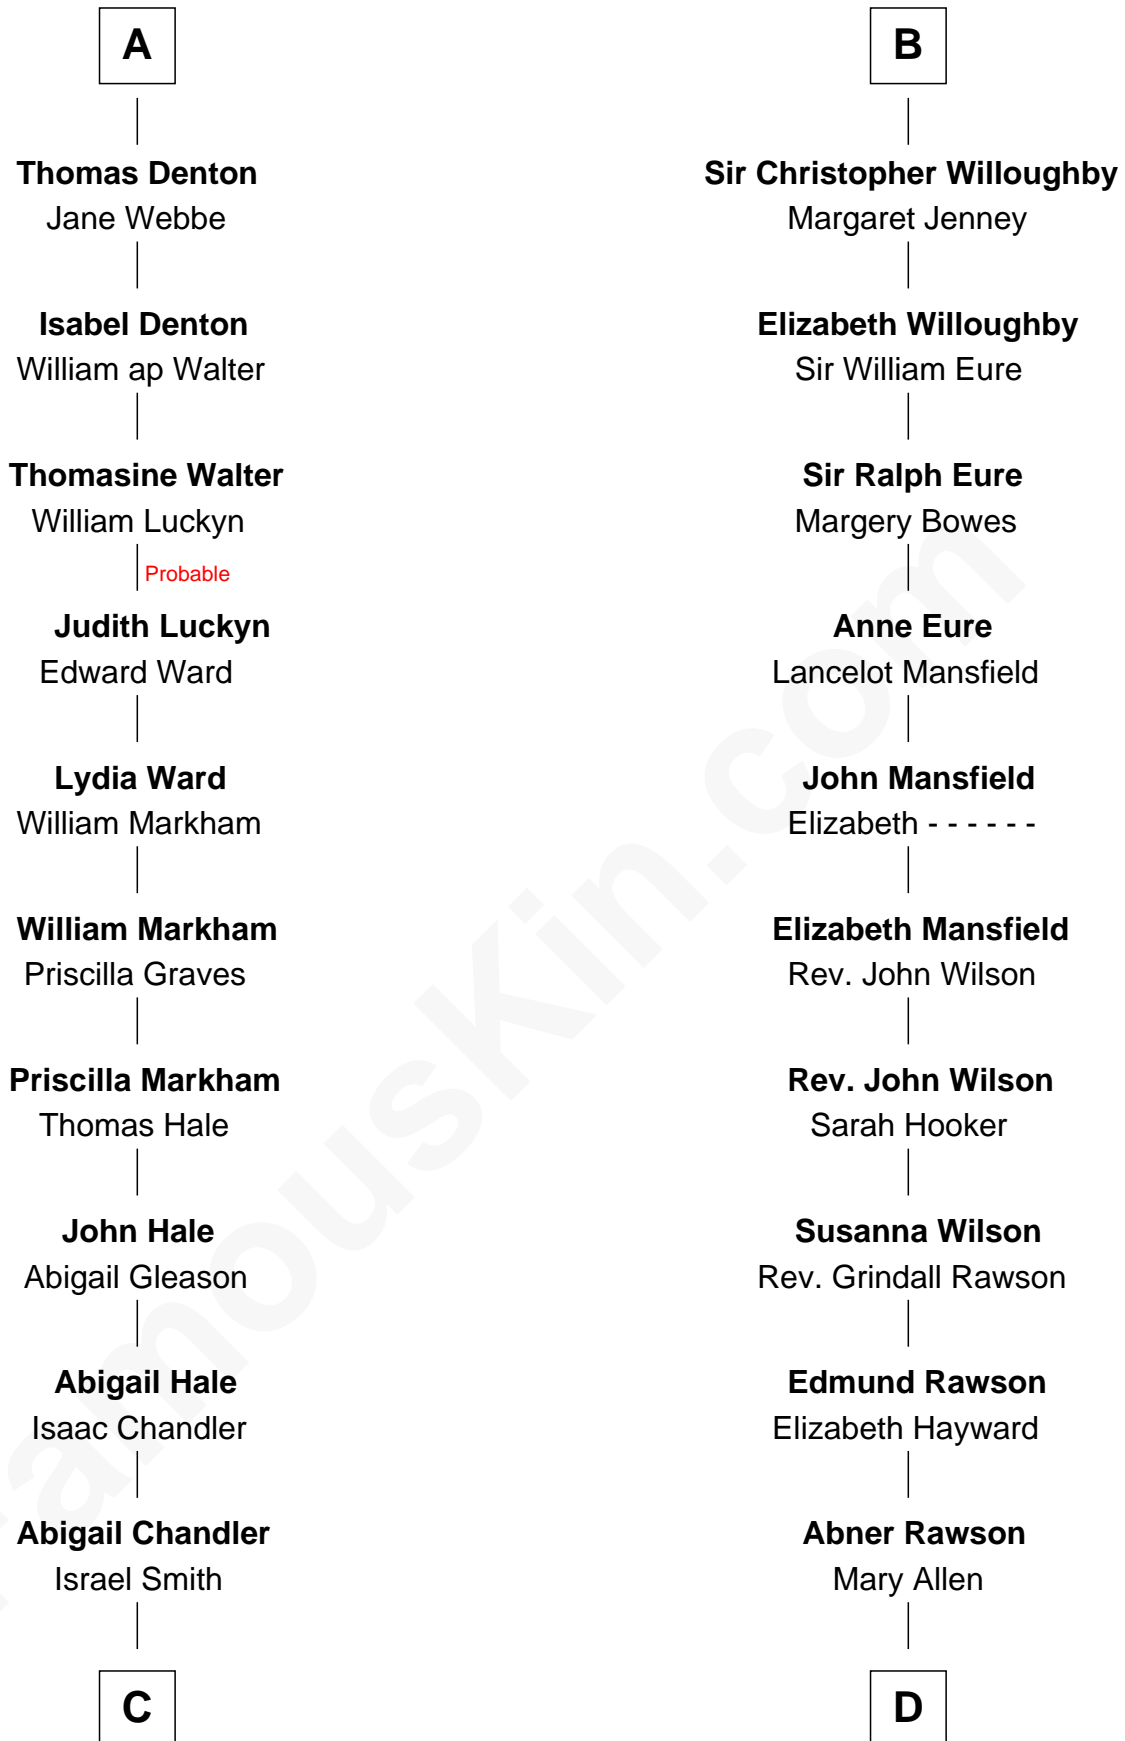 A
Thomas Denton
Jane Webbe
Isabel Denton
William ap Walter
Thomasine Walter
William Luckyn
Probable
Judith Luckyn
Edward Ward
Lydia Ward
William Markham
William Markham
Priscilla Graves
Priscilla Markham
Thomas Hale
John Hale
Abigail Gleason
Abigail Hale
Isaac Chandler
Abigail Chandler
Israel Smith
C
B
Sir Christopher Willoughby
Margaret Jenney
Elizabeth Willoughby
Sir William Eure
Sir Ralph Eure
Margery Bowes
Anne Eure
Lancelot Mansfield
John Mansfield
Elizabeth - - - - - -
Elizabeth Mansfield
Rev. John Wilson
Rev. John Wilson
Sarah Hooker
Susanna Wilson
Rev. Grindall Rawson
Edmund Rawson
Elizabeth Hayward
Abner Rawson
Mary Allen
D
FamousKin.com